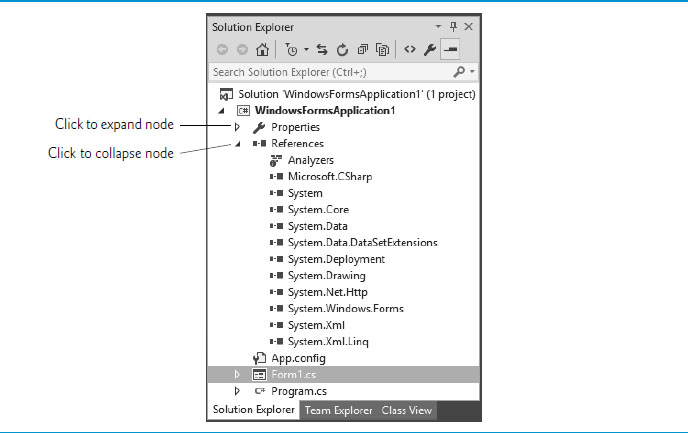 Solution Explorer
Search Solution Explorer (Ctrl+;)
Solution 'WindowsFormsApplication1' (1 project)
C# WindowsFormsApplication1
Click to expand node
Properties
Click to collapse node
References
Analyzers
Microsoft.CSharp
System
System.Core
System.Data
System.Data.DataSetExtensions
System.Deployment
System.Drawing
System.Net.Http
System.Windows.Forms
System.Xml
System.Xml.Linq
App.config
Form1.cs
C# Program.cs
Solution Explorer Team Explorer Class View